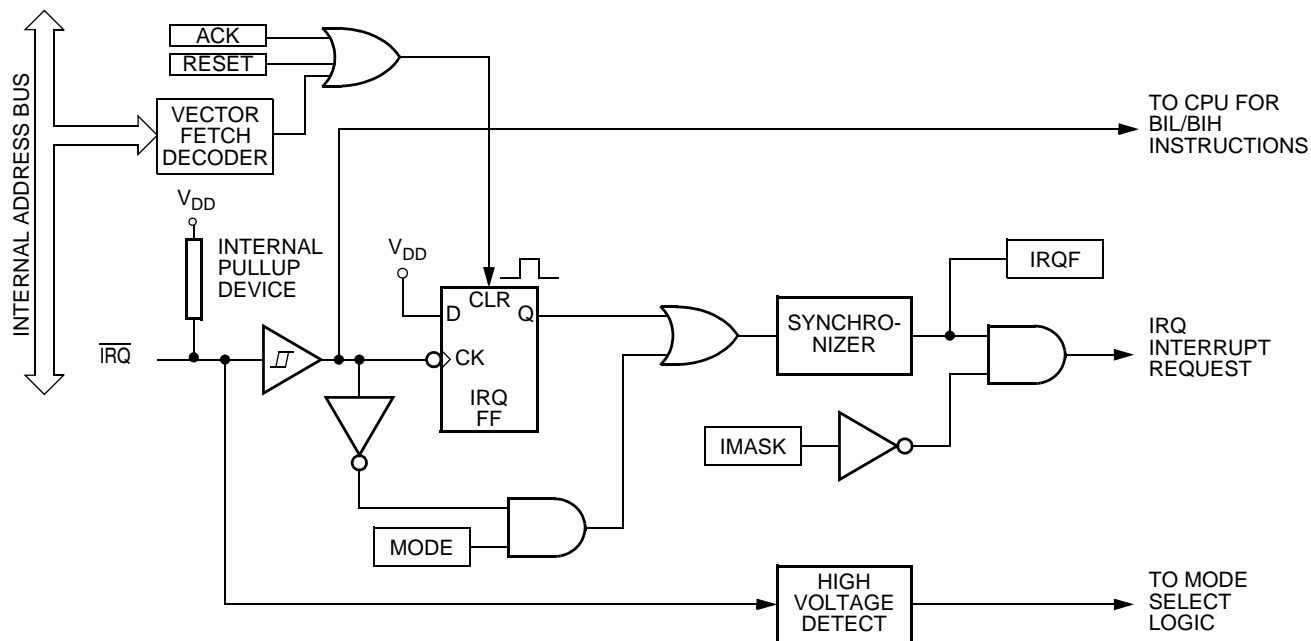 INTERNAL ADDRESS BUS
ACK
RESET
VECTOR
FETCH
DECODER
TO CPU FOR
BIL/BIH
INSTRUCTIONS
VDD
INTERNAL
PULLUP
DEVICE
VDD
CLR
D
Q
CK
IRQ
FF
IRQ
SYNCHRO-
NIZER
IRQF
IRQ
INTERRUPT
REQUEST
IMASK
MODE
HIGH
VOLTAGE
DETECT
TO MODE
SELECT
LOGIC